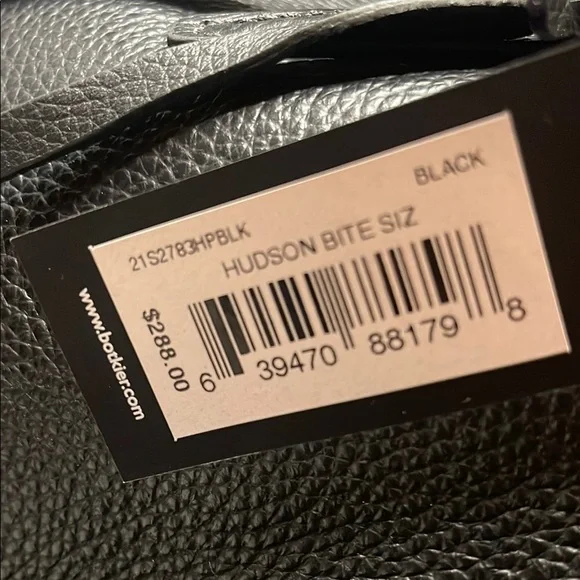 BLACK
21S2783HPBLK
HUDSON BITE SIZ
$288.00
6 39470 88179 8
www.botkier.com